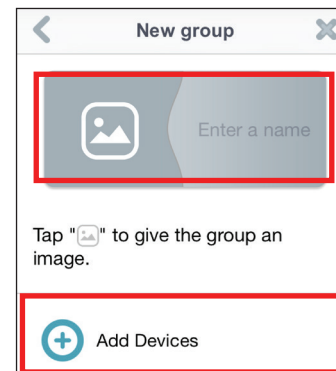 New group
Enter a name
Tap "" to give the group an
image.
Add Devices